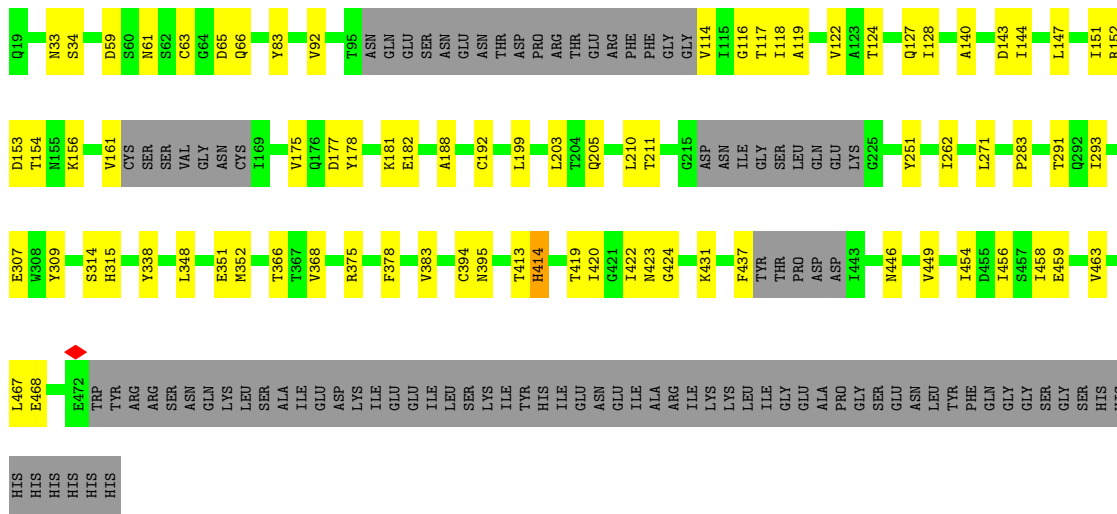 Q19 N33 S34 D59 S60 N61 S62 C63 G64 D65 Q66 Y83 V92 T95 ASN GLN GLU SER ASN GLU ASN THR ASP PRO ARG THR GLU ARG PHE PHE GLY GLY V114 I115 G116 T117 I118 A119 V122 A123 T124 Q127 I128 A140 D143 I144 L147 I151 R152
D153 T154 N155 K156 V161 CYS SER SER VAL GLY ASN CYS I169 V175 Q176 D177 Y178 K181 E182 A188 C192 L199 L203 T204 Q205 L210 T211 G215 ASP ASN ILE GLY SER LEU GLN GLU LYS G225 Y251 I262 L271 P283 T291 Q292 I293
E307 W308 Y309 S314 H315 Y338 L348 E351 M352 T366 T367 V368 R375 F378 V383 C394 N395 T413 H414 T419 I420 G421 I422 N423 G424 K431 F437 TYR THR PRO ASP ASP I443 N446 V449 I454 D455 I456 S457 I458 E459 V463
L467 E468 E472 TRP TYR ARG ARG SER ASN GLN LYS LEU SER ALA ILE GLU ASP LYS ILE GLU GLU ILE LEU SER LYS ILE TYR HIS ILE GLU ASN GLU ILE ALA ARG ILE LYS LYS LEU ILE GLY GLU ALA PRO GLY SER GLU ASN LEU TYR PHE GLN GLY GLY SER GLY SER HIS
HIS HIS HIS HIS HIS HIS